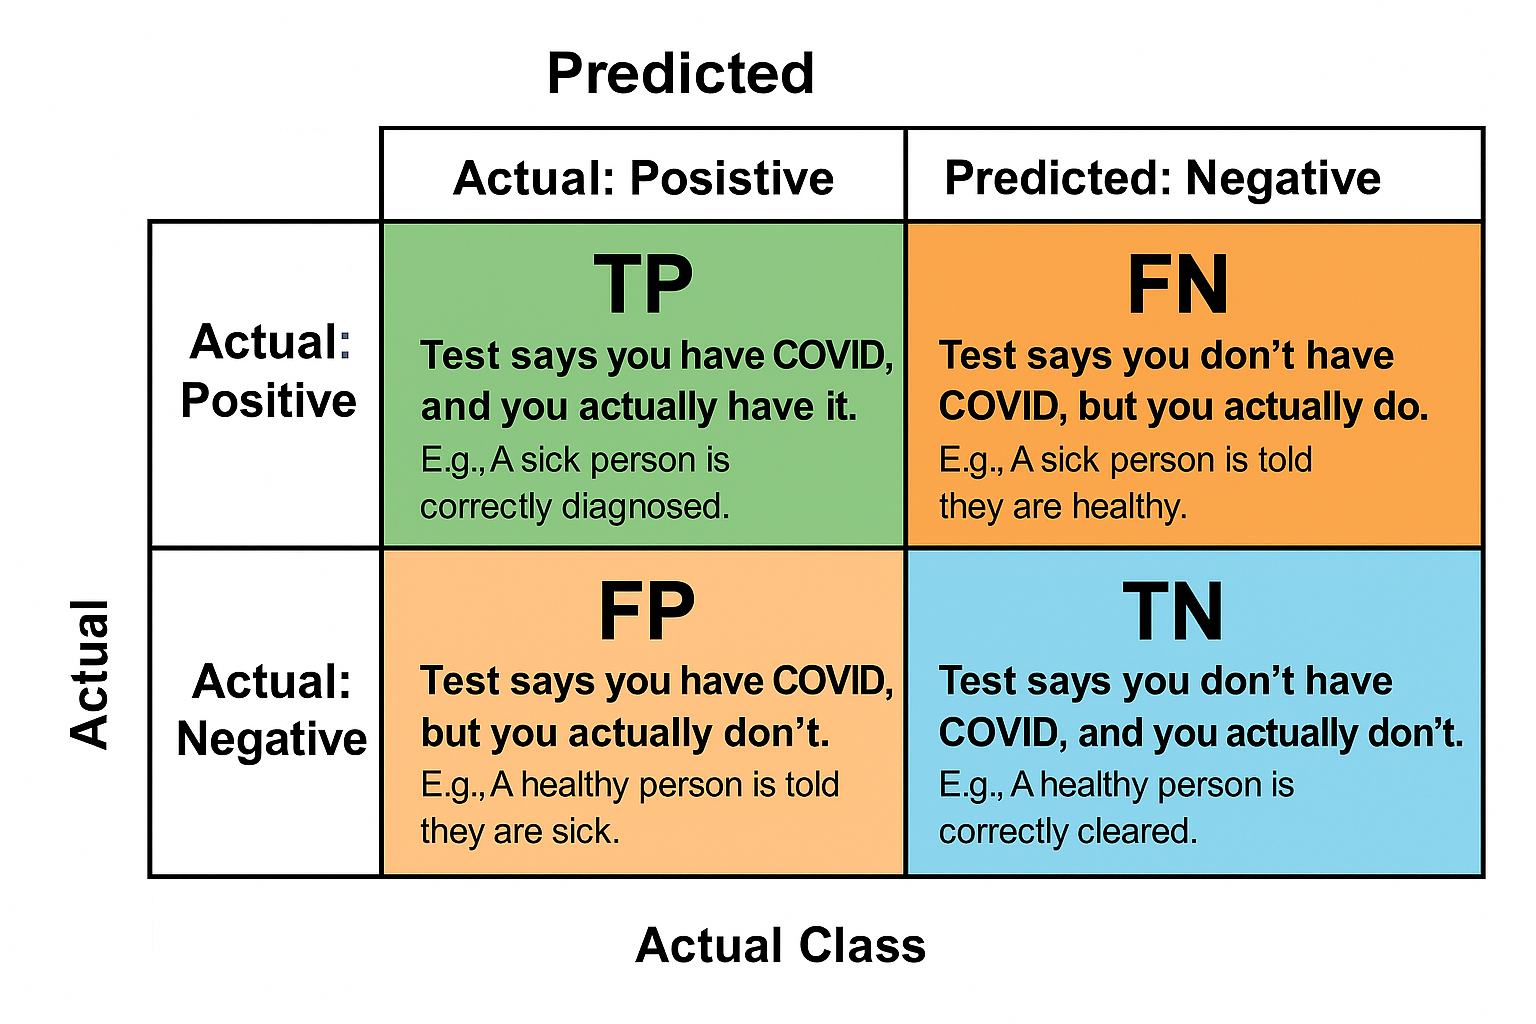 Predicted
Actual: Posistive
Predicted: Negative
Actual:
Positive
TP
Test says you have COVID,
and you actually have it.
E.g., A sick person is
correctly diagnosed.
FN
Test says you don’t have
COVID, but you actually do.
E.g., A sick person is told
they are healthy.
Actual
Actual:
Negative
FP
Test says you have COVID,
but you actually don’t.
E.g., A healthy person is told
they are sick.
TN
Test says you don’t have
COVID, and you actually don’t.
E.g., A healthy person is
correctly cleared.
Actual Class